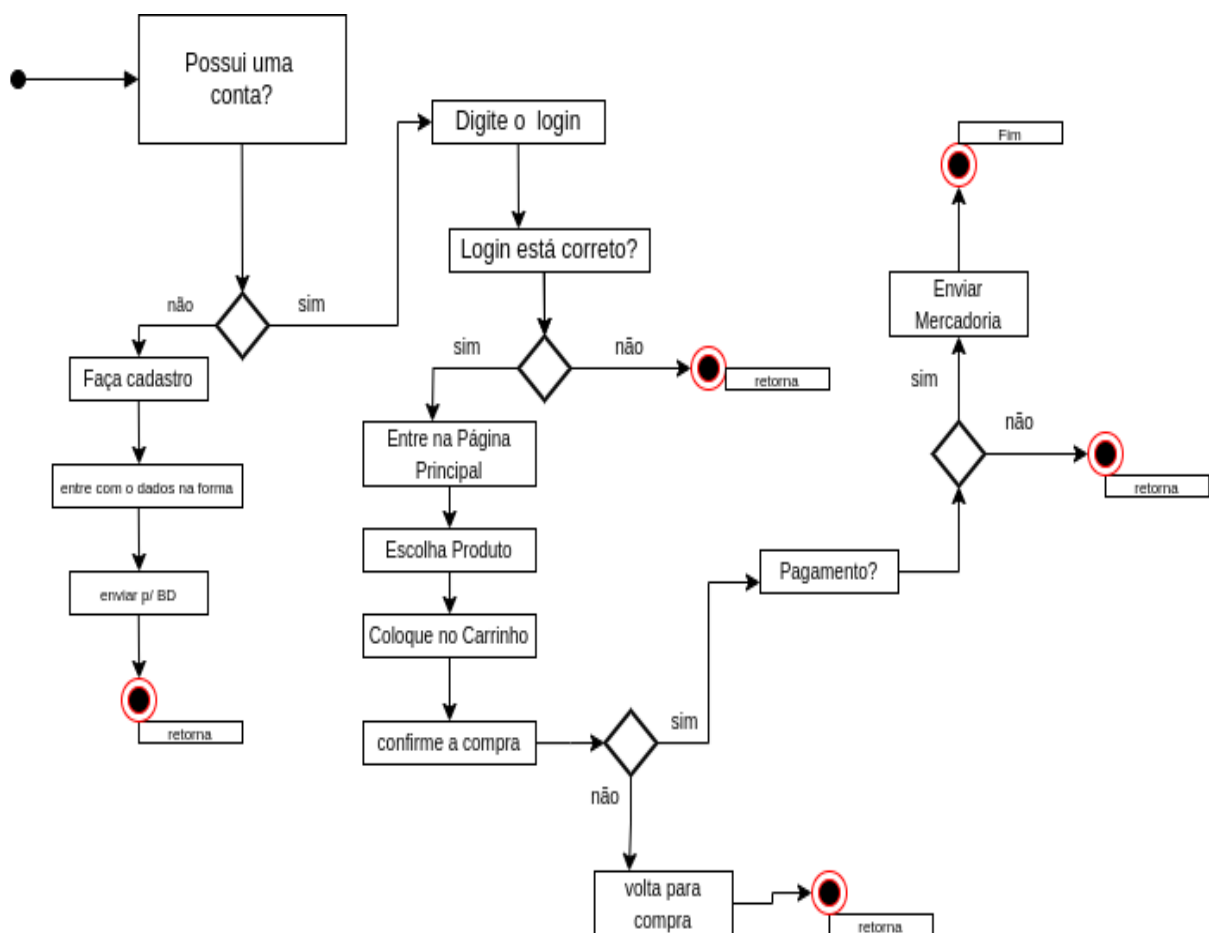 Possui uma
conta?
Digite o login
Fim
Login está correto?
Enviar
Mercadoria
não
sim
sim
não
retorna
Faça cadastro
sim
não
Entre na Página
Principal
entre com o dados na forma
retorna
Escolha Produto
Pagamento?
enviar p/ BD
Coloque no Carrinho
retorna
confirme a compra
sim
não
volta para
compra
retorna